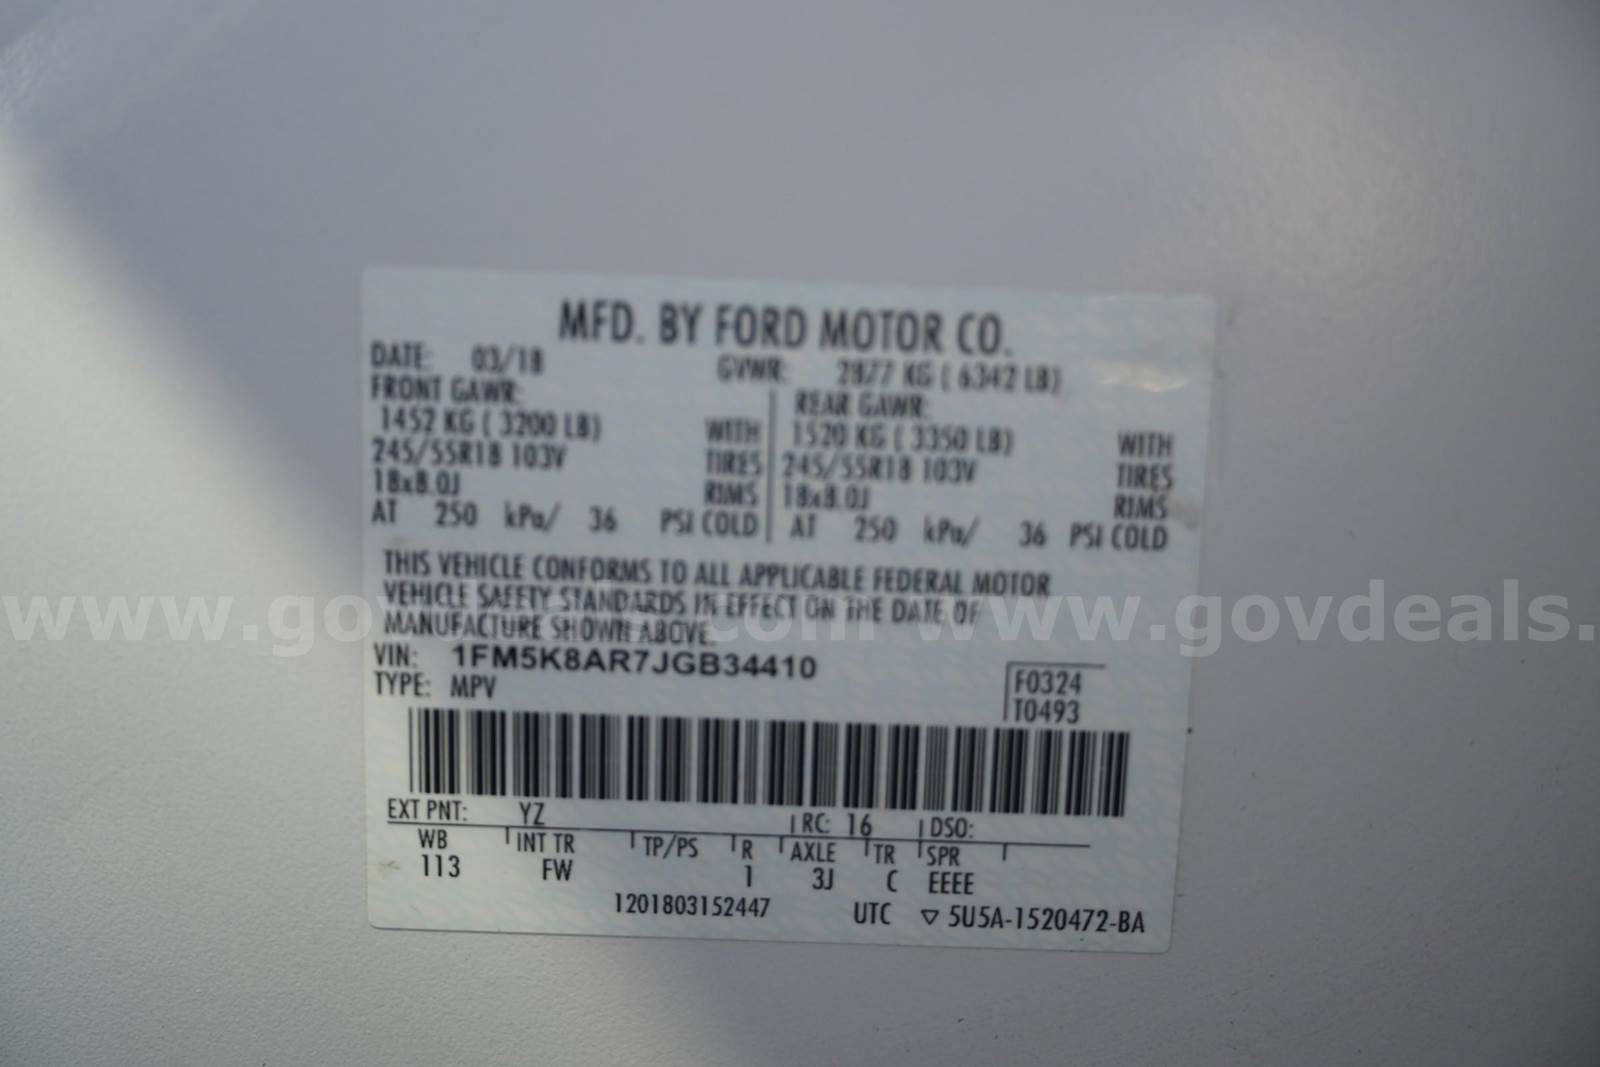 MFD. BY FORD MOTOR CO.
DATE: 03/18 GVWR: 2877 KG ( 6342 LB)
FRONT GAWR: REAR GAWR:
1452 KG ( 3200 LB) WITH 1520 KG ( 3350 LB) WITH
245/55R18 103V TIRES 245/55R18 103V TIRES
18x8.0J RIMS 18x8.0J RIMS
AT 250 kPa/ 36 PSI COLD AT 250 kPa/ 36 PSI COLD
THIS VEHICLE CONFORMS TO ALL APPLICABLE FEDERAL MOTOR
VEHICLE SAFETY STANDARDS IN EFFECT ON THE DATE OF
MANUFACTURE SHOWN ABOVE.
www.govdeals.com www.govdeals.
VIN: 1FM5K8AR7JGB34410
TYPE: MPV
F0324
T0493
EXT PNT: YZ RC: 16 DSO:
WB INT TR TP/PS R AXLE TR SPR
113 FW 1 3J C EEEE
1201803152447 UTC ▽ 5U5A-1520472-BA